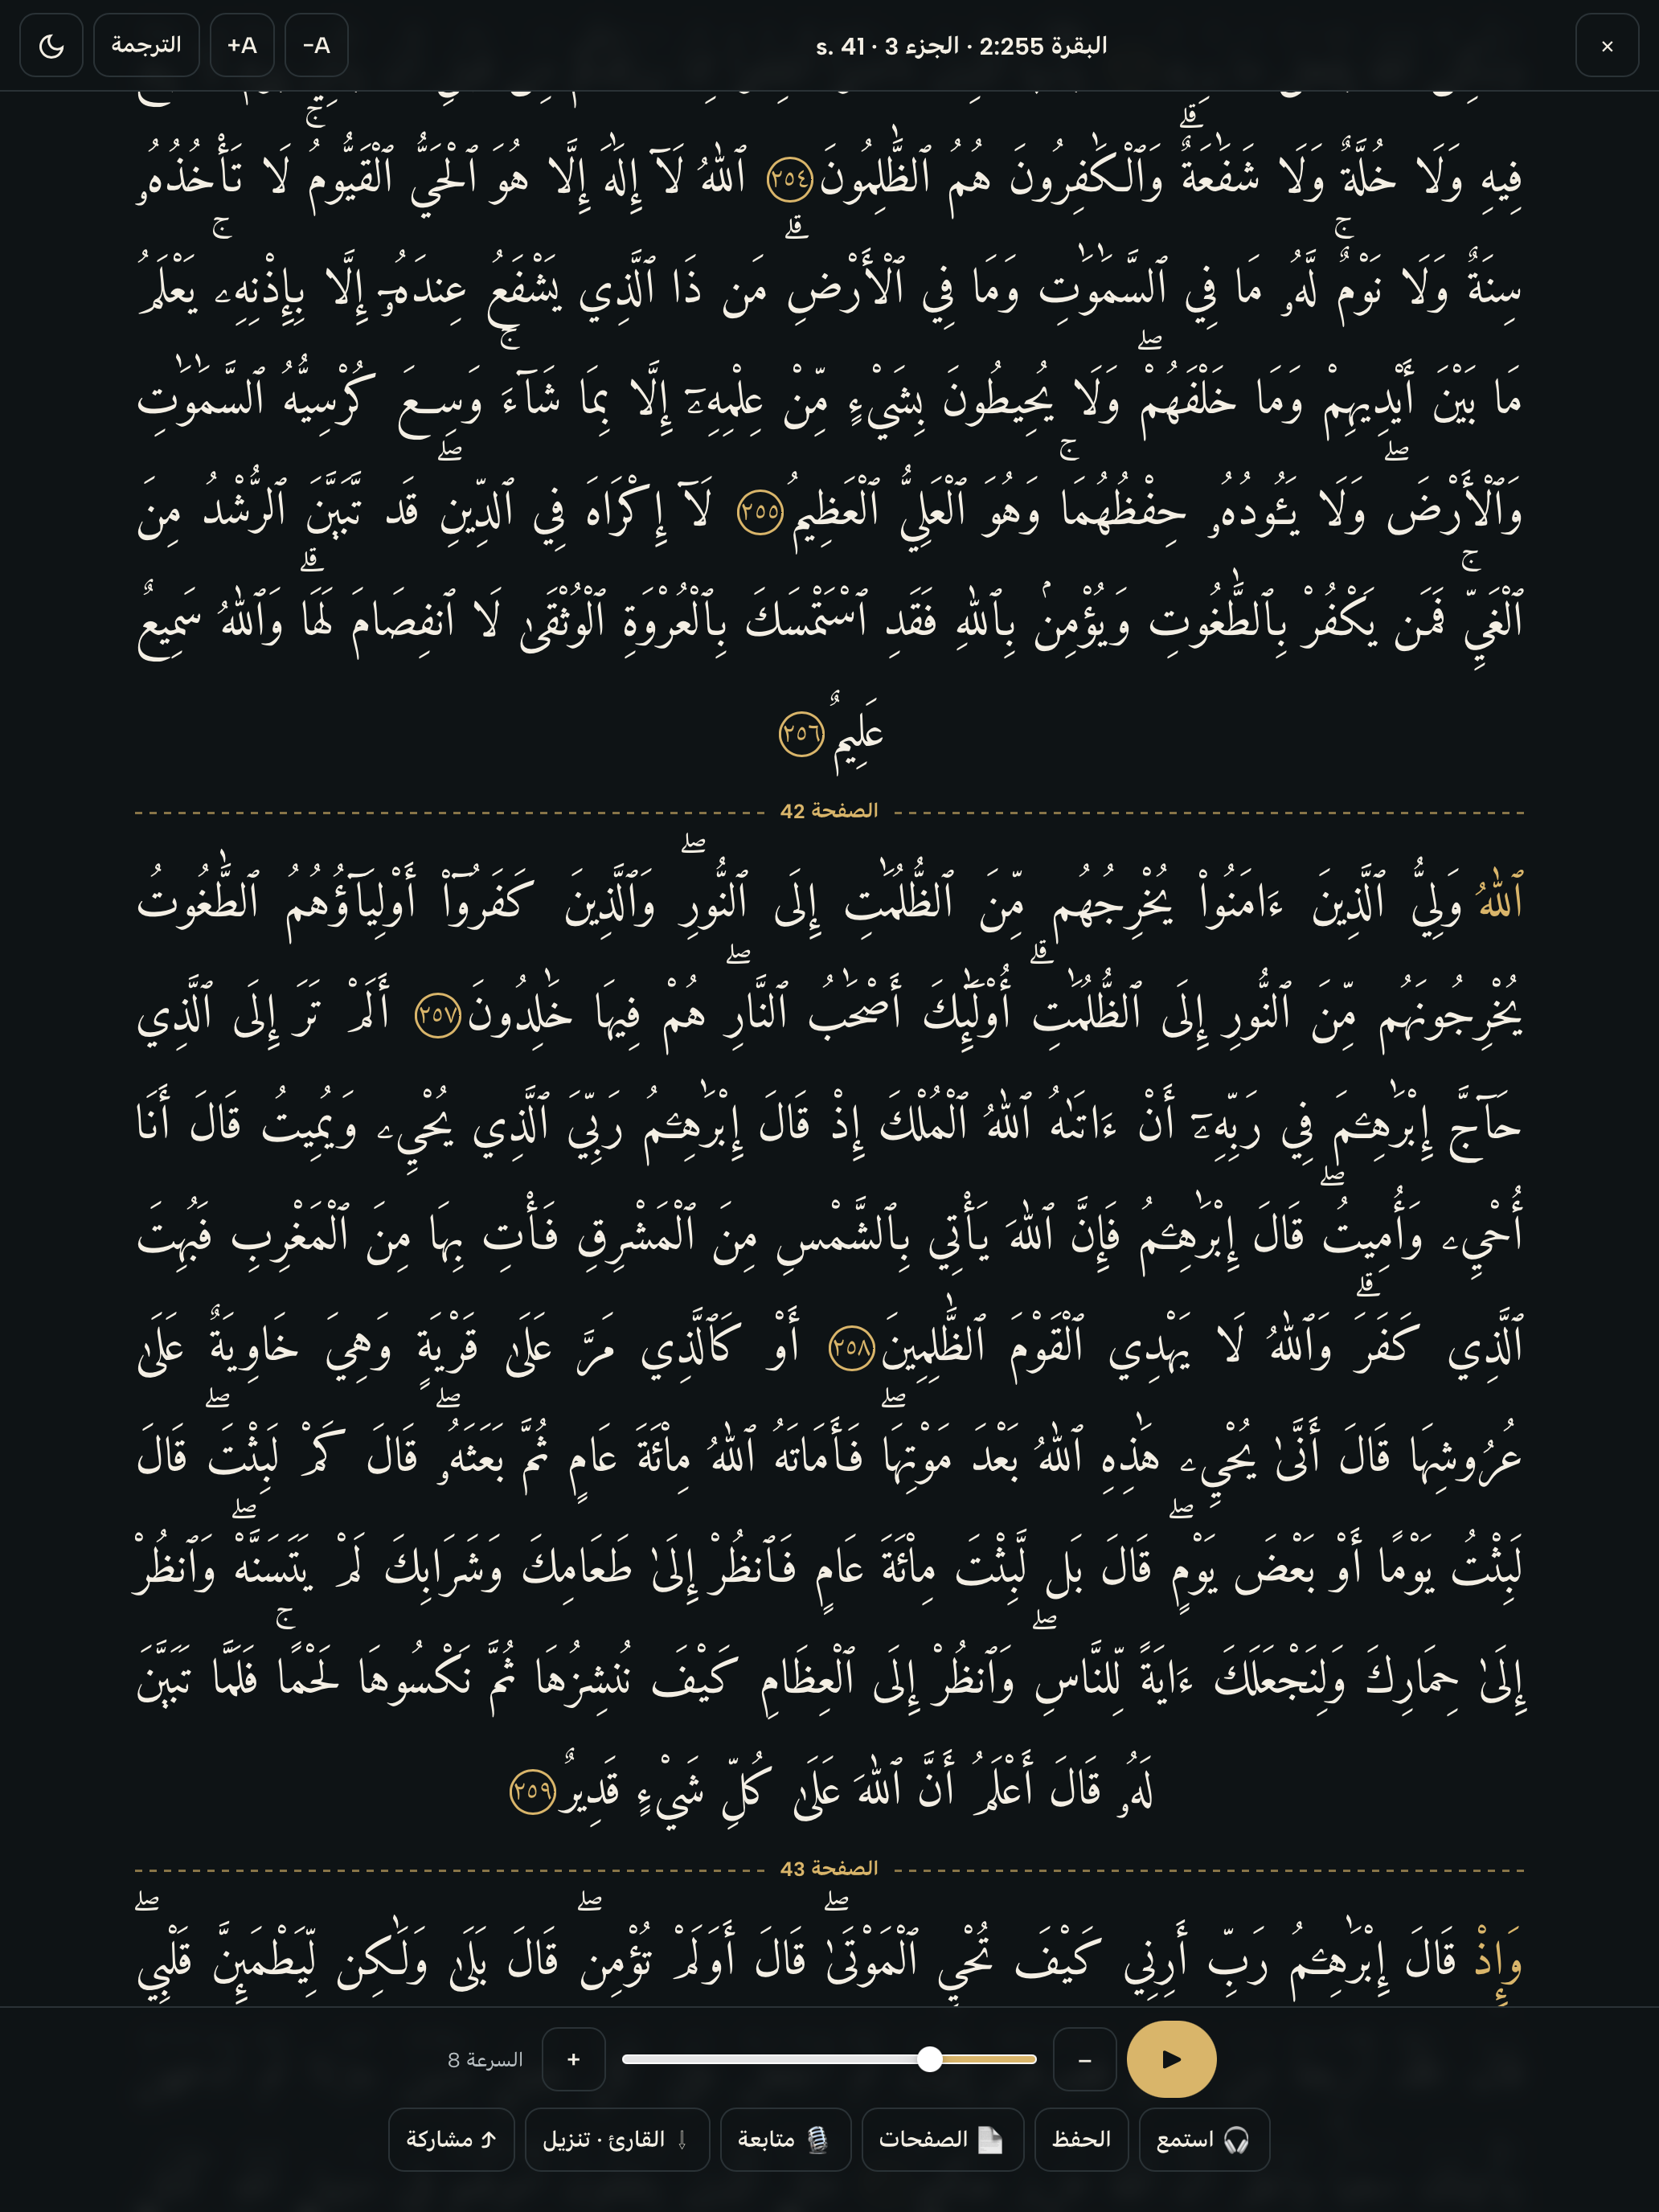 × البقرة 2:255 · الجزء 3 · s. 41 A− A+ الترجمة
فِيهِ وَلَا خُلَّةٌ ۚ وَلَا شَفَٰعَةٌ ۗ وَٱلْكَٰفِرُونَ هُمُ ٱلظَّٰلِمُونَ ٢٥٤ ٱللَّهُ لَآ إِلَٰهَ إِلَّا هُوَ ٱلْحَيُّ ٱلْقَيُّومُ ۚ لَا تَأْخُذُهُۥ
سِنَةٌ وَلَا نَوْمٌ ۚ لَّهُۥ مَا فِي ٱلسَّمَٰوَٰتِ وَمَا فِي ٱلْأَرْضِ ۗ مَن ذَا ٱلَّذِي يَشْفَعُ عِندَهُۥٓ إِلَّا بِإِذْنِهِۦ ۚ يَعْلَمُ
مَا بَيْنَ أَيْدِيهِمْ وَمَا خَلْفَهُمْ ۖ وَلَا يُحِيطُونَ بِشَيْءٍ مِّنْ عِلْمِهِۦٓ إِلَّا بِمَا شَآءَ ۚ وَسِعَ كُرْسِيُّهُ ٱلسَّمَٰوَٰتِ
وَٱلْأَرْضَ ۖ وَلَا يَـُٔودُهُۥ حِفْظُهُمَا ۚ وَهُوَ ٱلْعَلِيُّ ٱلْعَظِيمُ ٢٥٥ لَآ إِكْرَاهَ فِي ٱلدِّينِ ۖ قَد تَّبَيَّنَ ٱلرُّشْدُ مِنَ
ٱلْغَيِّ ۚ فَمَن يَكْفُرْ بِٱلطَّٰغُوتِ وَيُؤْمِنۢ بِٱللَّهِ فَقَدِ ٱسْتَمْسَكَ بِٱلْعُرْوَةِ ٱلْوُثْقَىٰ لَا ٱنفِصَامَ لَهَا ۗ وَٱللَّهُ سَمِيعٌ
عَلِيمٌ ٢٥٦
الصفحة 42
ٱللَّهُ وَلِيُّ ٱلَّذِينَ ءَامَنُوا۟ يُخْرِجُهُم مِّنَ ٱلظُّلُمَٰتِ إِلَى ٱلنُّورِ ۖ وَٱلَّذِينَ كَفَرُوٓا۟ أَوْلِيَآؤُهُمُ ٱلطَّٰغُوتُ
يُخْرِجُونَهُم مِّنَ ٱلنُّورِ إِلَى ٱلظُّلُمَٰتِ ۗ أُو۟لَٰٓئِكَ أَصْحَٰبُ ٱلنَّارِ ۖ هُمْ فِيهَا خَٰلِدُونَ ٢٥٧ أَلَمْ تَرَ إِلَى ٱلَّذِي
حَآجَّ إِبْرَٰهِـۧمَ فِي رَبِّهِۦٓ أَنْ ءَاتَىٰهُ ٱللَّهُ ٱلْمُلْكَ إِذْ قَالَ إِبْرَٰهِـۧمُ رَبِّيَ ٱلَّذِي يُحْيِۦ وَيُمِيتُ قَالَ أَنَا۠
أُحْيِۦ وَأُمِيتُ ۖ قَالَ إِبْرَٰهِـۧمُ فَإِنَّ ٱللَّهَ يَأْتِي بِٱلشَّمْسِ مِنَ ٱلْمَشْرِقِ فَأْتِ بِهَا مِنَ ٱلْمَغْرِبِ فَبُهِتَ
ٱلَّذِي كَفَرَ ۗ وَٱللَّهُ لَا يَهْدِي ٱلْقَوْمَ ٱلظَّٰلِمِينَ ٢٥٨ أَوْ كَٱلَّذِي مَرَّ عَلَىٰ قَرْيَةٍ وَهِيَ خَاوِيَةٌ عَلَىٰ
عُرُوشِهَا قَالَ أَنَّىٰ يُحْيِۦ هَٰذِهِ ٱللَّهُ بَعْدَ مَوْتِهَا ۖ فَأَمَاتَهُ ٱللَّهُ مِا۟ئَةَ عَامٍ ثُمَّ بَعَثَهُۥ ۖ قَالَ كَمْ لَبِثْتَ ۖ قَالَ
لَبِثْتُ يَوْمًا أَوْ بَعْضَ يَوْمٍ ۖ قَالَ بَل لَّبِثْتَ مِا۟ئَةَ عَامٍ فَٱنظُرْ إِلَىٰ طَعَامِكَ وَشَرَابِكَ لَمْ يَتَسَنَّهْ ۖ وَٱنظُرْ
إِلَىٰ حِمَارِكَ وَلِنَجْعَلَكَ ءَايَةً لِّلنَّاسِ ۖ وَٱنظُرْ إِلَى ٱلْعِظَامِ كَيْفَ نُنشِزُهَا ثُمَّ نَكْسُوهَا لَحْمًا ۚ فَلَمَّا تَبَيَّنَ
لَهُۥ قَالَ أَعْلَمُ أَنَّ ٱللَّهَ عَلَىٰ كُلِّ شَيْءٍ قَدِيرٌ ٢٥٩
الصفحة 43
وَإِذْ قَالَ إِبْرَٰهِـۧمُ رَبِّ أَرِنِي كَيْفَ تُحْيِ ٱلْمَوْتَىٰ ۖ قَالَ أَوَلَمْ تُؤْمِن ۖ قَالَ بَلَىٰ وَلَٰكِن لِّيَطْمَئِنَّ قَلْبِي ۖ
− + السرعة 8
استمع الحفظ الصفحات متابعة القارئ · تنزيل مشاركة